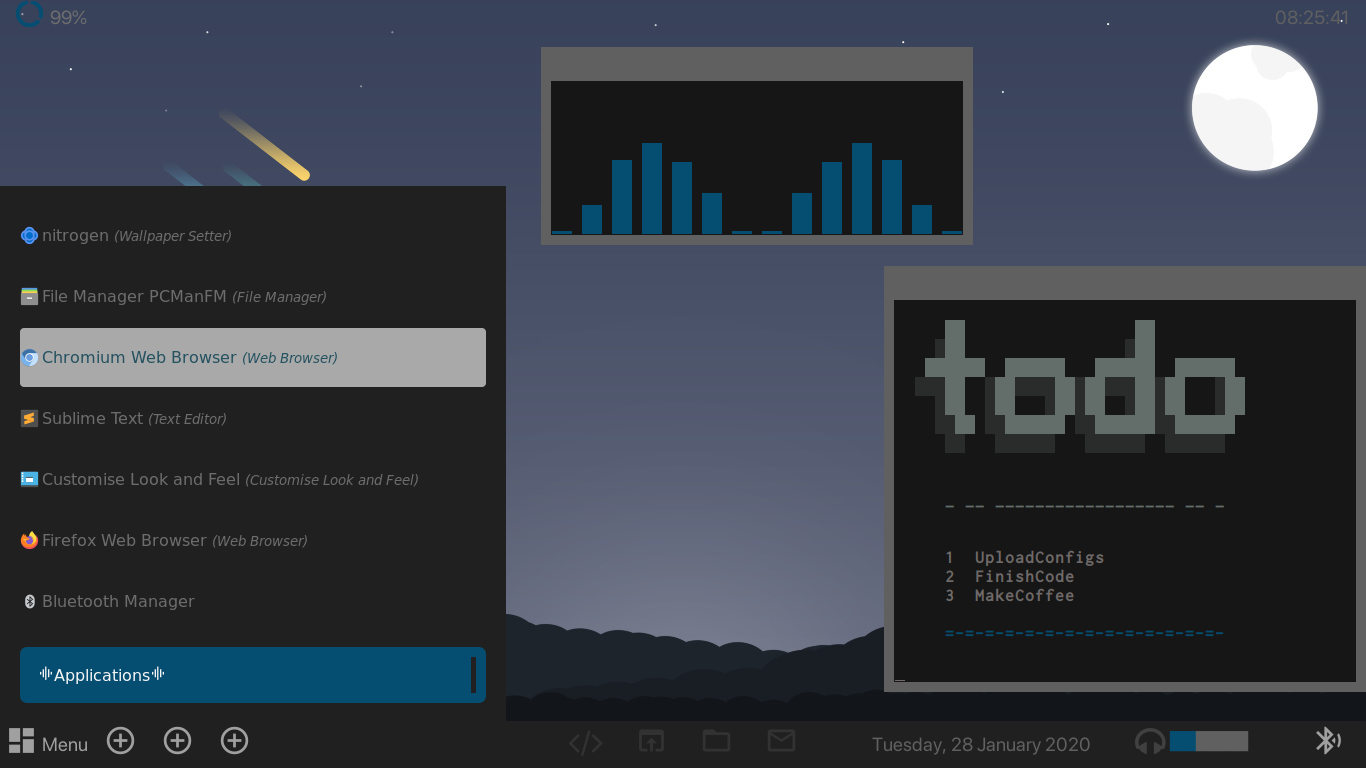 99%
08:25:41
nitrogen (Wallpaper Setter)
File Manager PCManFM (File Manager)
Chromium Web Browser (Web Browser)
Sublime Text (Text Editor)
Customise Look and Feel (Customise Look and Feel)
Firefox Web Browser (Web Browser)
Bluetooth Manager
Applications
todo
- -- ------------------ -- -
1 UploadConfigs
2 FinishCode
3 MakeCoffee
=-=-=-=-=-=-=-=-=-=-=-=-=-=-
Menu
</>
Tuesday, 28 January 2020